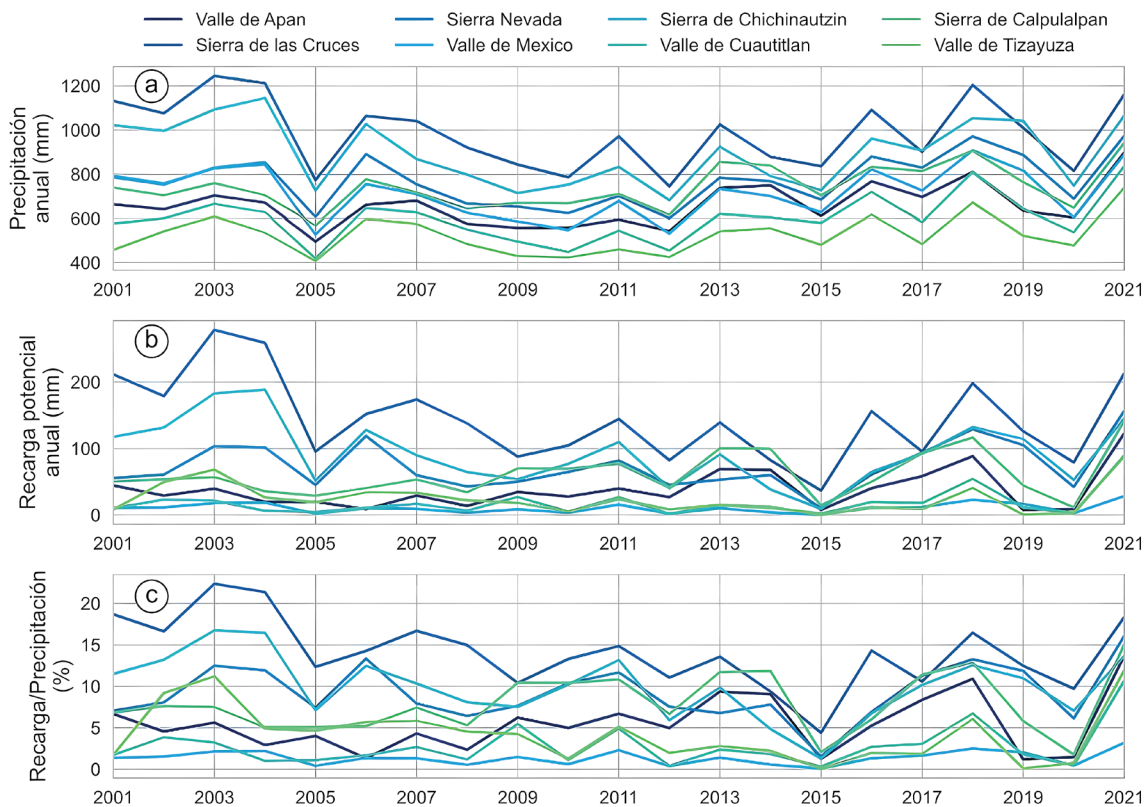 Valle de Apan Sierra Nevada Sierra de Chichinautzin Sierra de Calpulalpan
Sierra de las Cruces Valle de Mexico Valle de Cuautitlan Valle de Tizayuza
a
Precipitación
anual (mm)
1200
1000
800
600
400
2001 2003 2005 2007 2009 2011 2013 2015 2017 2019 2021
b
Recarga potencial
anual (mm)
200
100
0
2001 2003 2005 2007 2009 2011 2013 2015 2017 2019 2021
c
Recarga/Precipitación
(%)
20
15
10
5
0
2001 2003 2005 2007 2009 2011 2013 2015 2017 2019 2021